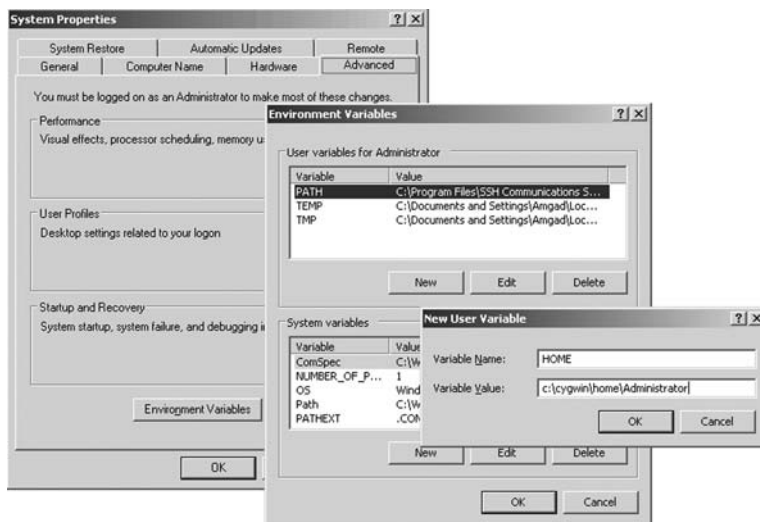 System Properties
System Restore Automatic Updates Remote
General Computer Name Hardware Advanced
You must be logged on as an Administrator to make most of these changes.
Performance
Visual effects, processor scheduling, memory
User Profiles
Desktop settings related to your logon
Startup and Recovery
System startup, system failure, and debugging
Environment Variables
OK
Environment Variables
User variables for Administrator
Variable Value
PATH C:\Program Files\SSH Communications S...
TEMP C:\Documents and Settings\Amgad\Loc...
TMP C:\Documents and Settings\Amgad\Loc...
New Edit Delete
System variables
Variable Value
ComSpec C:\W
NUMBER_OF_P... 1
OS Wind
Path C:\W
PATHEXT .COM
New Edit Delete
OK Cancel
New User Variable
Variable Name: HOME
Variable Value: c:\cygwin\home\Administrator
OK Cancel